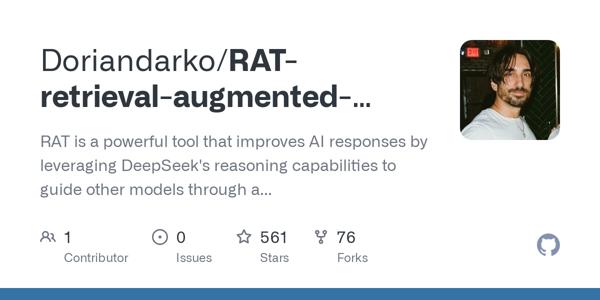 Doriandarko/RAT-
retrieval-augmented-...
RAT is a powerful tool that improves AI responses by
leveraging DeepSeek's reasoning capabilities to
guide other models through a...
1
Contributor
0
Issues
561
Stars
76
Forks
EXIT